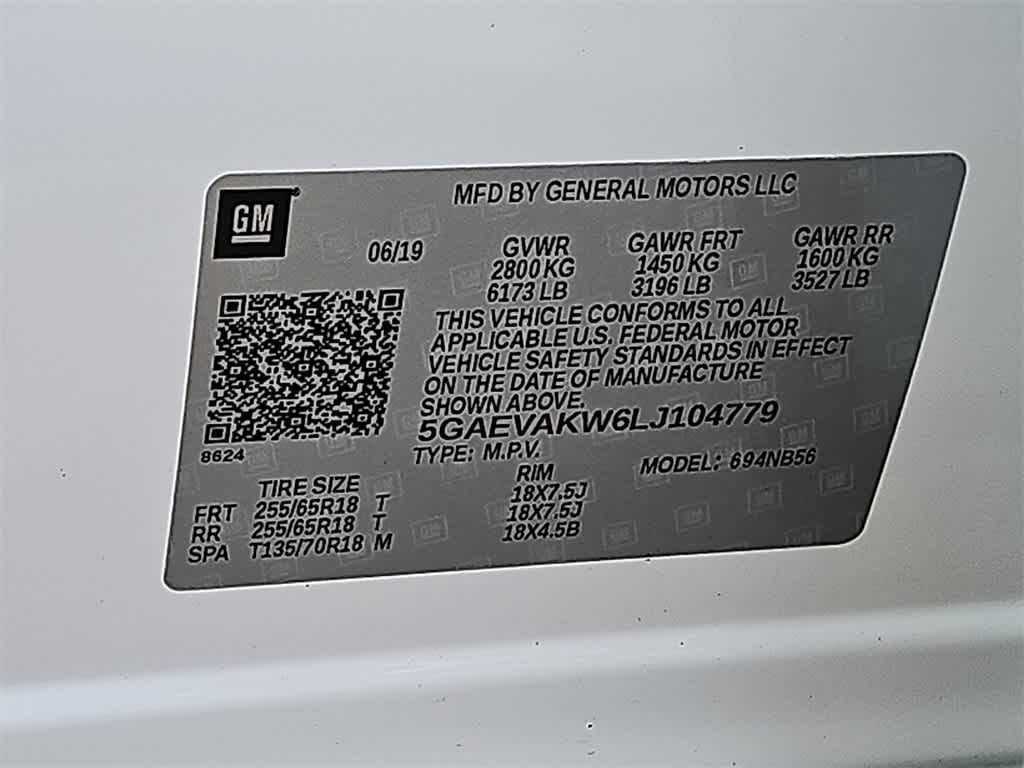 GM
MFD BY GENERAL MOTORS LLC
06/19
GVWR GAWR FRT GAWR RR
2800 KG 1450 KG 1600 KG
6173 LB 3196 LB 3527 LB
THIS VEHICLE CONFORMS TO ALL
APPLICABLE U.S. FEDERAL MOTOR
VEHICLE SAFETY STANDARDS IN EFFECT
ON THE DATE OF MANUFACTURE
SHOWN ABOVE.
5GAEVAKW6LJ104779
8624
TYPE: M.P.V. MODEL: 694NB56
TIRE SIZE RIM
FRT 255/65R18 T 18X7.5J
RR 255/65R18 T 18X7.5J
SPA T135/70R18 M 18X4.5B